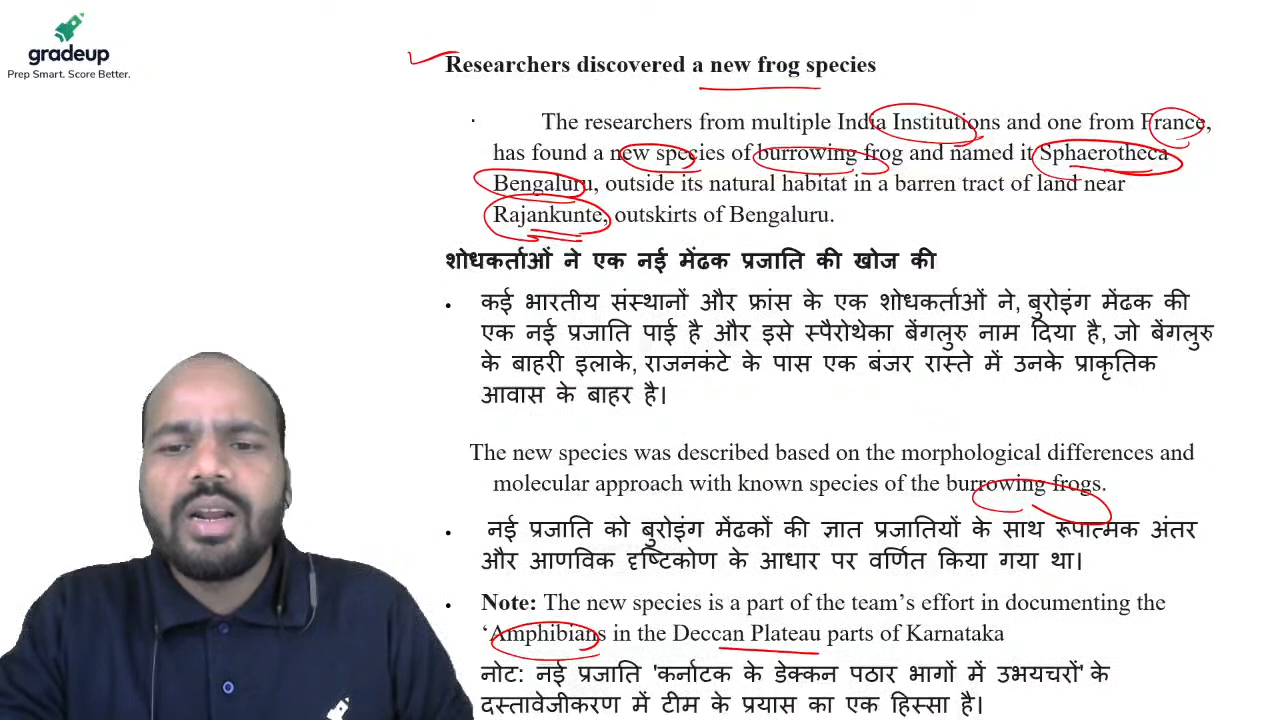 gradeup
Prep Smart. Score Better.
Researchers discovered a new frog species
· The researchers from multiple India Institutions and one from France,
has found a new species of burrowing frog and named it Sphaerotheca
Bengaluru, outside its natural habitat in a barren tract of land near
Rajankunte, outskirts of Bengaluru.
शोधकर्ताओं ने एक नई मेंढक प्रजाति की खोज की
• कई भारतीय संस्थानों और फ्रांस के एक शोधकर्ताओं ने, बुरोइंग मेंढक की
एक नई प्रजाति पाई है और इसे स्पैरोथेका बेंगलुरु नाम दिया है, जो बेंगलुरु
के बाहरी इलाके, राजनकंटे के पास एक बंजर रास्ते में उनके प्राकृतिक
आवास के बाहर है।
The new species was described based on the morphological differences and
molecular approach with known species of the burrowing frogs.
• नई प्रजाति को बुरोइंग मेंढकों की ज्ञात प्रजातियों के साथ रूपात्मक अंतर
और आणविक दृष्टिकोण के आधार पर वर्णित किया गया था।
• Note: The new species is a part of the team’s effort in documenting the
‘Amphibians in the Deccan Plateau parts of Karnataka
नोट: नई प्रजाति 'कर्नाटक के डेक्कन पठार भागों में उभयचरों' के
दस्तावेजीकरण में टीम के प्रयास का एक हिस्सा है।